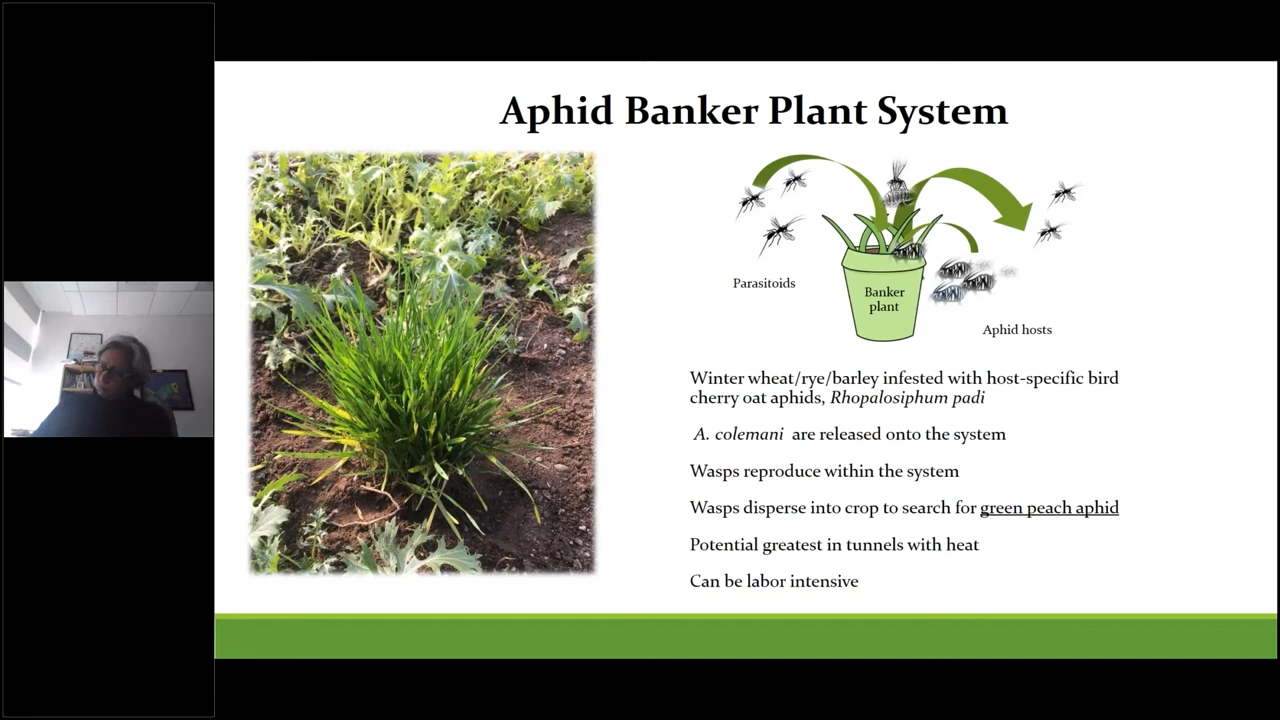 Aphid Banker Plant System
Parasitoids
Banker
plant
Aphid hosts
Winter wheat/rye/barley infested with host-specific bird
cherry oat aphids, Rhopalosiphum padi
A. colemani are released onto the system
Wasps reproduce within the system
Wasps disperse into crop to search for green peach aphid
Potential greatest in tunnels with heat
Can be labor intensive